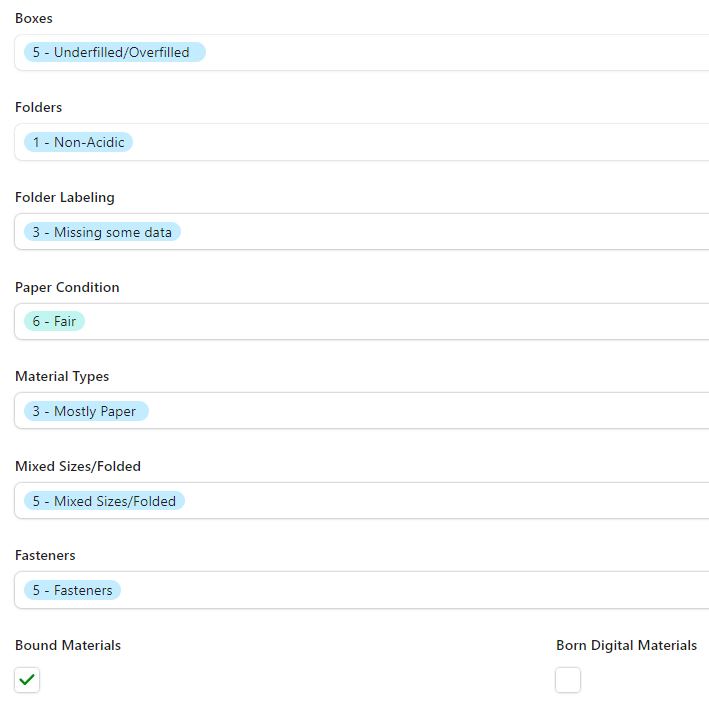 Boxes
5 - Underfilled/Overfilled
Folders
1 - Non-Acidic
Folder Labeling
3 - Missing some data
Paper Condition
6 - Fair
Material Types
3 - Mostly Paper
Mixed Sizes/Folded
5 - Mixed Sizes/Folded
Fasteners
5 - Fasteners
Bound Materials
Born Digital Materials